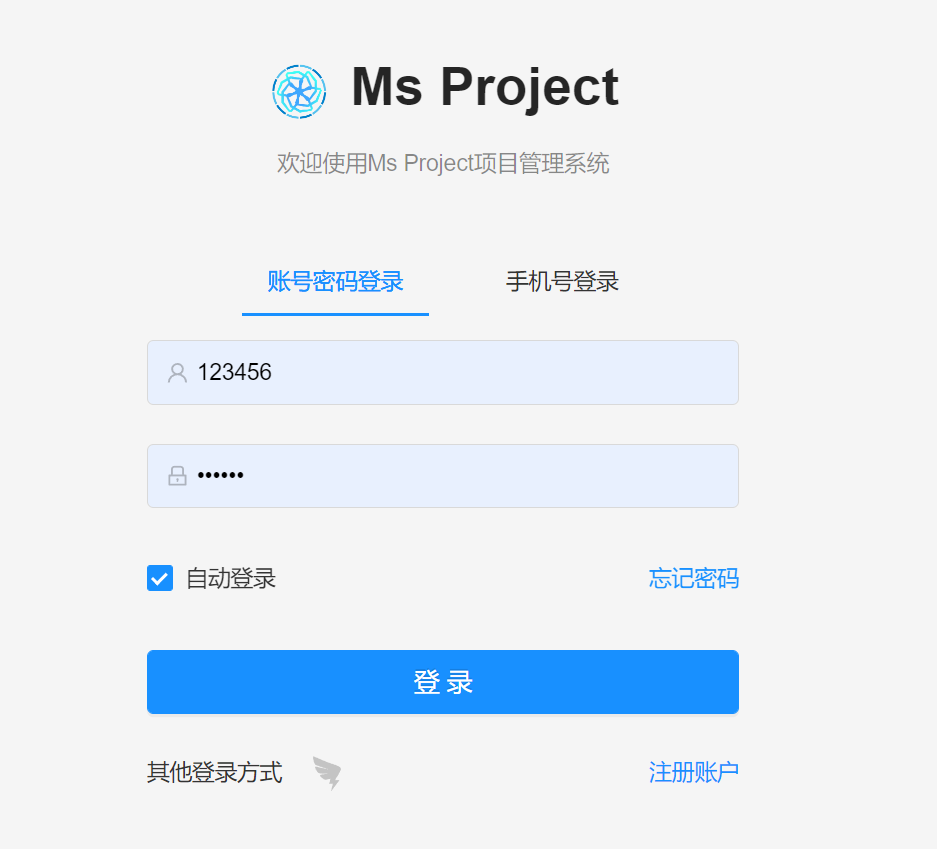 Ms Project
欢迎使用Ms Project项目管理系统
账号密码登录 手机号登录
123456
••••••
自动登录 忘记密码
登 录
其他登录方式 注册账户